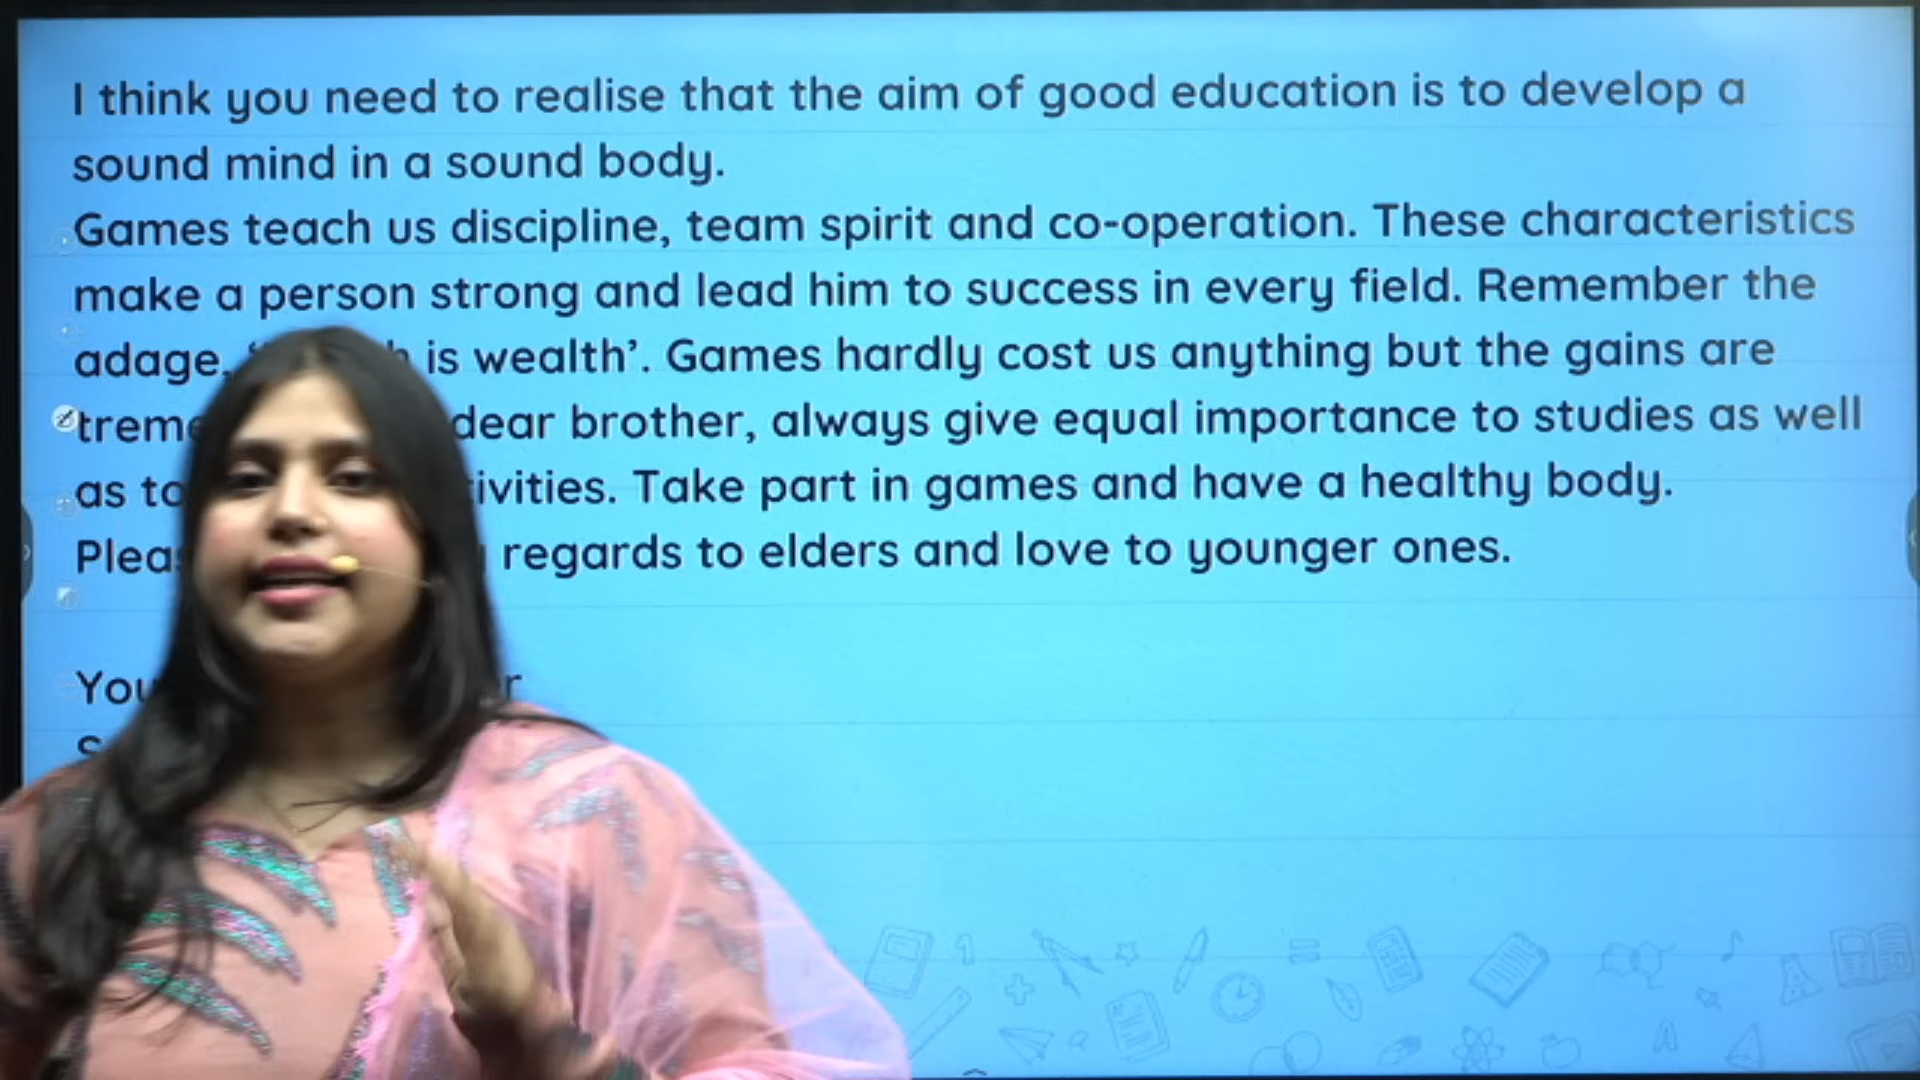 I think you need to realise that the aim of good education is to develop a
sound mind in a sound body.
Games teach us discipline, team spirit and co-operation. These characteristics
make a person strong and lead him to success in every field. Remember the
adage, is wealth’. Games hardly cost us anything but the gains are
dear brother, always give equal importance to studies as well
as to Take part in games and have a healthy body.
regards to elders and love to younger ones.